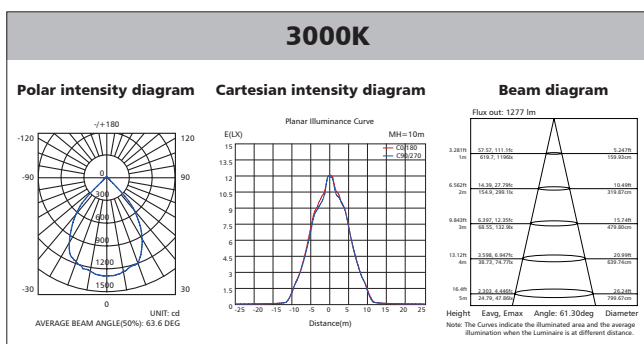 3000K
Polar intensity diagram
Cartesian intensity diagram
Beam diagram
-/+180
-120
120
-90
90
-30
30
0
0
300
600
900
1200
1500
UNIT: cd
AVERAGE BEAM ANGLE(50%): 63.6 DEG
Planar Illuminance Curve
E(LX)
MH=10m
C0/180
C90/270
15
13.5
12
10.5
9
7.5
6
4.5
3
1.5
0
-25 -20 -15 -10 -5 0 5 10 15 20 25
Distance(m)
Flux out: 1277 lm
3.281ft 57.57, 111.1fc 5.247ft
1m 619.7, 1196lx 159.93cm
6.562ft 14.39, 27.79fc 10.49ft
2m 154.9, 299.1lx 319.87cm
9.843ft 6.397, 12.35fc 15.74ft
3m 68.55, 132.9lx 479.80cm
13.12ft 3.598, 6.947fc 20.99ft
4m 38.73, 74.77lx 639.74cm
16.4ft 2.303, 4.446fc 26.24ft
5m 24.79, 47.86lx 799.67cm
Height Eavg, Emax Angle: 61.30deg Diameter
Note: The Curves indicate the illuminated area and the average
illumination when the Luminaire is at different distance.